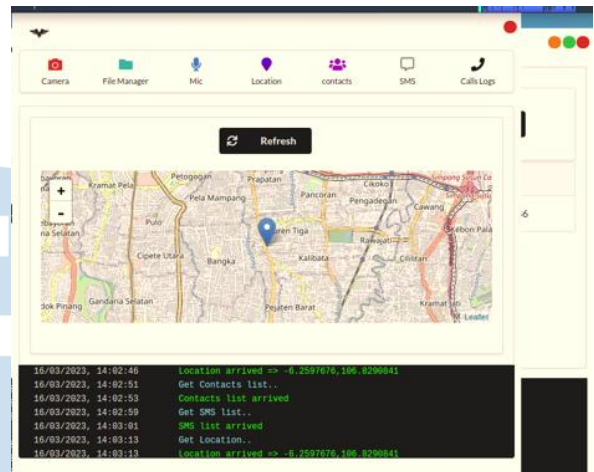 Camera File Manager Mic Location contacts SMS Calls Logs
Refresh
+
-
Petogogan Prapatan Cikoko
Kramat Pela Pela Mampang Pancoran Pengadegan Cawang
Pulo Rawajati Kebon Pala
na Selatan
Cipete Utara Bangka Kalibata Cililitan
Gandaria Selatan Pejaten Barat Kramat Jati
dok Pinang
Leaflet
16/03/2023, 14:02:46 Location arrived => -6.2597676,106.8290841
16/03/2023, 14:02:51 Get Contacts list..
16/03/2023, 14:02:53 Contacts list arrived
16/03/2023, 14:02:59 Get SMS list..
16/03/2023, 14:03:01 SMS list arrived
16/03/2023, 14:03:13 Get Location..
16/03/2023, 14:03:13 Location arrived => -6.2597676,106.8290841